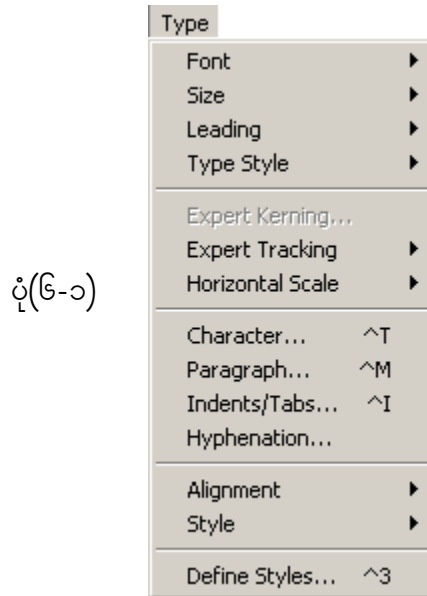 Type
Font
Size
Leading
Type Style
Expert Kerning...
Expert Tracking
Horizontal Scale
ပုံ(၆-၁)
Character... ^T
Paragraph... ^M
Indents/Tabs... ^I
Hyphenation...
Alignment
Style
Define Styles... ^3